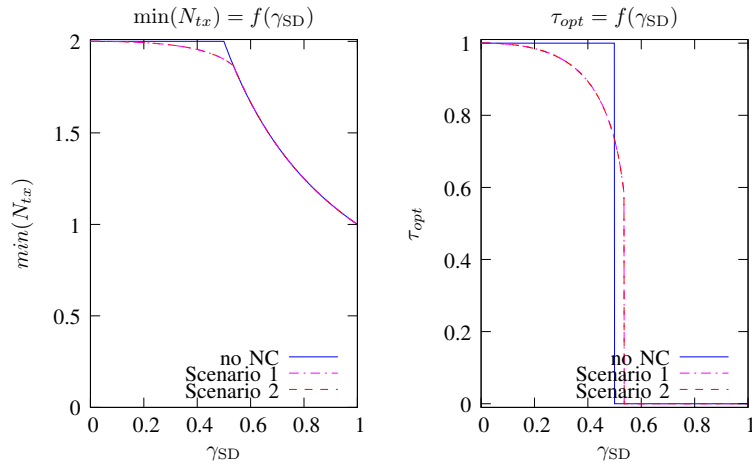 min(N_tx) = f(γ_SD)
2
1.5
1
0.5
0
min(N_tx)
no NC
Scenario 1
Scenario 2
0 0.2 0.4 0.6 0.8 1
γ_SD
τ_opt = f(γ_SD)
1
0.8
0.6
0.4
0.2
0
τ_opt
no NC
Scenario 1
Scenario 2
0 0.2 0.4 0.6 0.8 1
γ_SD